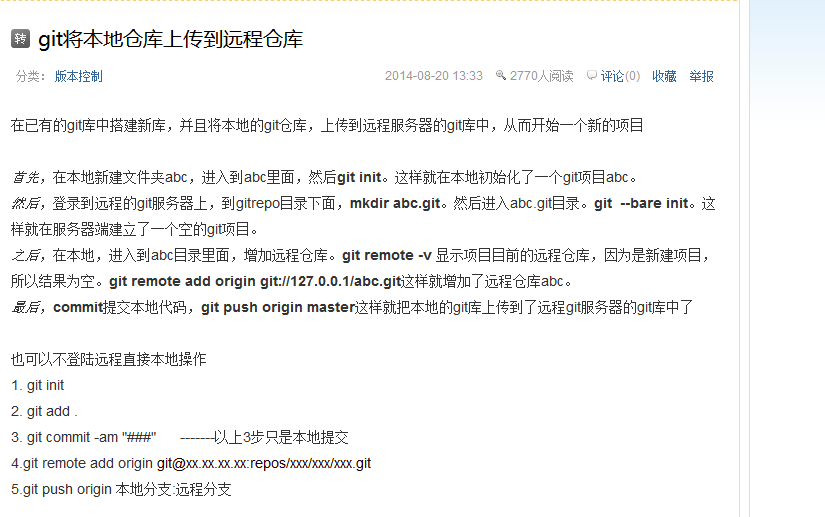 转 git将本地仓库上传到远程仓库
分类： 版本控制 2014-08-20 13:33 2770人阅读 评论(0) 收藏 举报
在已有的git库中搭建新库，并且将本地的git仓库，上传到远程服务器的git库中，从而开始一个新的项目
首先，在本地新建文件夹abc，进入到abc里面，然后git init。这样就在本地初始化了一个git项目abc。
然后，登录到远程的git服务器上，到gitrepo目录下面，mkdir abc.git。然后进入abc.git目录。git --bare init。这
样就在服务器端建立了一个空的git项目。
之后，在本地，进入到abc目录里面，增加远程仓库。git remote -v 显示项目目前的远程仓库，因为是新建项目，
所以结果为空。git remote add origin git://127.0.0.1/abc.git这样就增加了远程仓库abc。
最后，commit提交本地代码，git push origin master这样就把本地的git库上传到了远程git服务器的git库中了
也可以不登陆远程直接本地操作
1. git init
2. git add .
3. git commit -am "###" -------以上3步只是本地提交
4.git remote add origin git@xx.xx.xx.xx:repos/xxx/xxx/xxx.git
5.git push origin 本地分支:远程分支